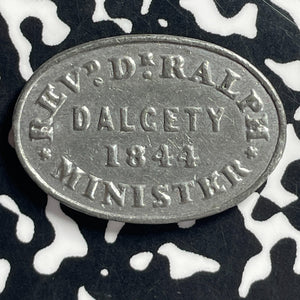 REVᴰ. Dᴿ. RALPH
DALGETY
1844
* MINISTER *